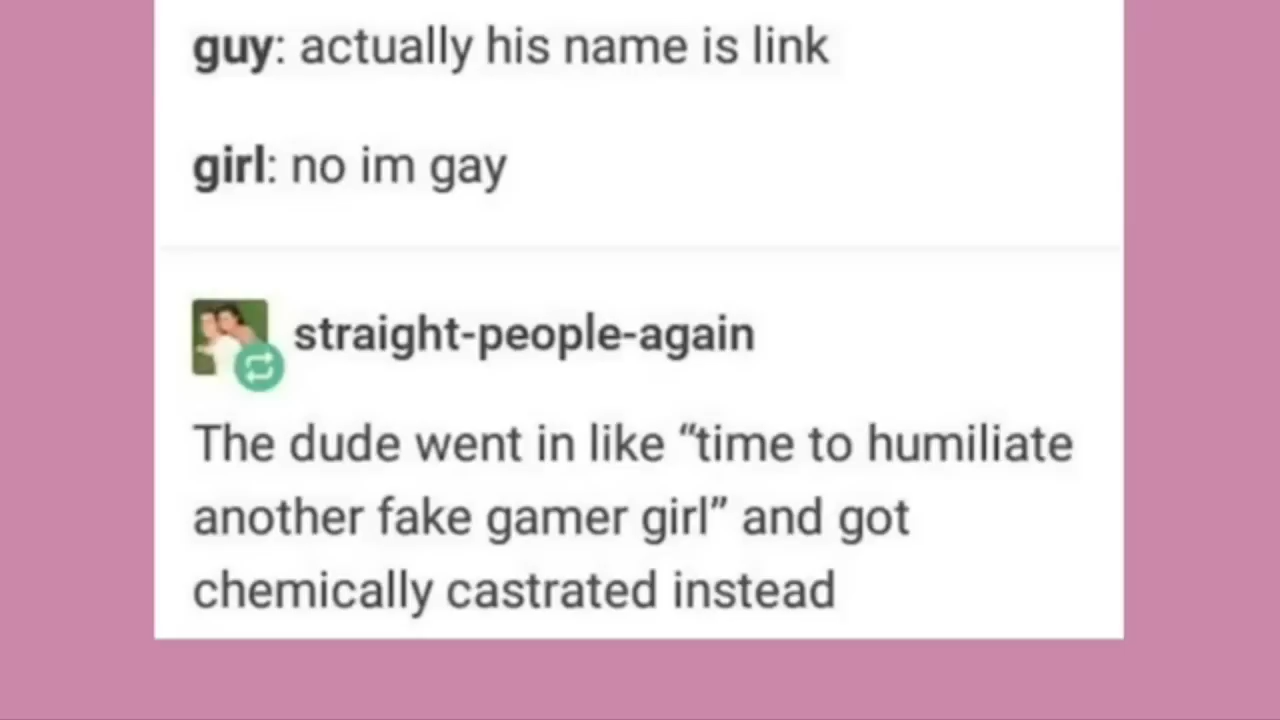 guy: actually his name is link
girl: no im gay
straight-people-again
The dude went in like “time to humiliate
another fake gamer girl” and got
chemically castrated instead